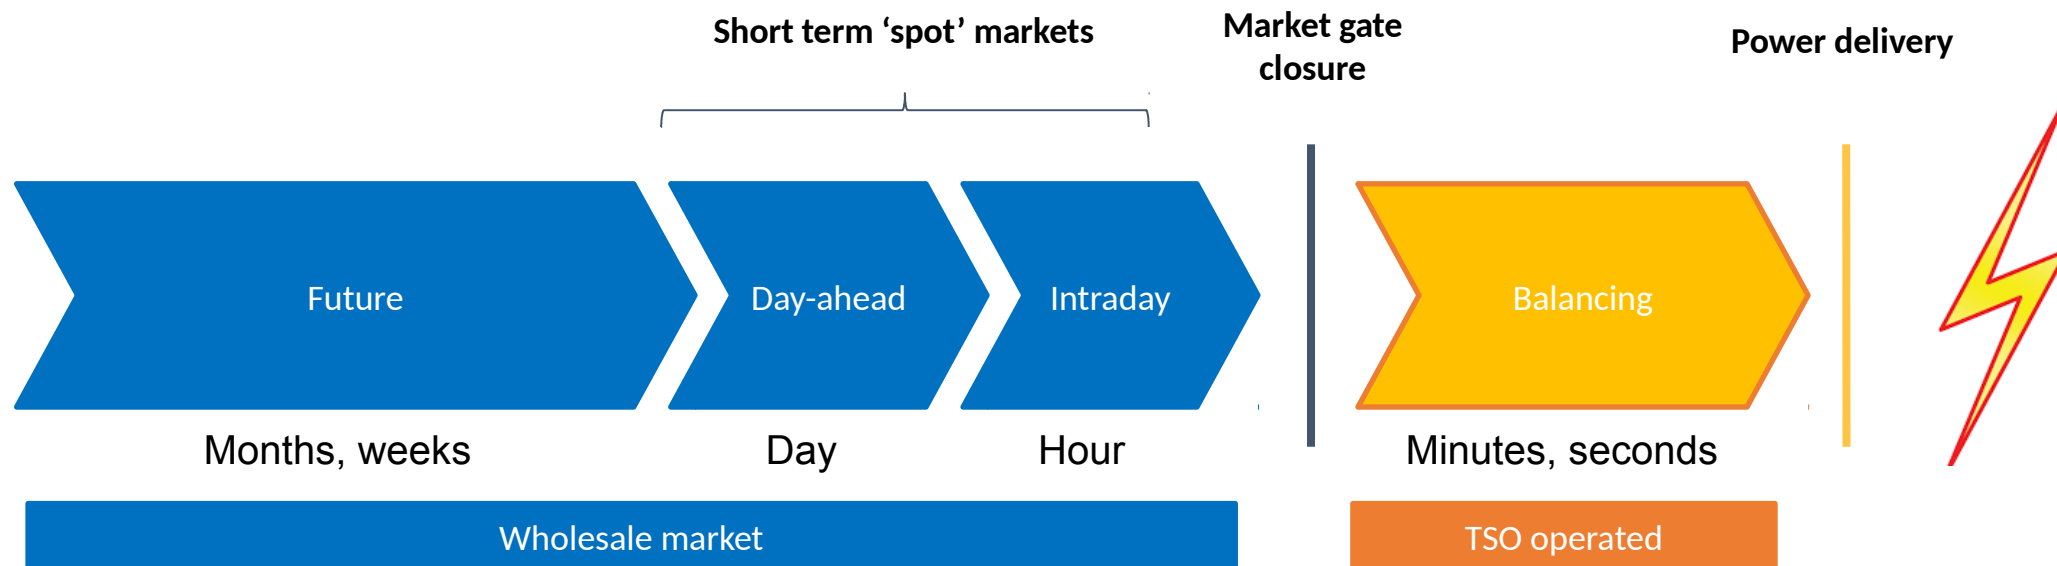 Short term ‘spot’ markets
Market gate
closure
Power delivery
Future
Day-ahead
Intraday
Balancing
Months, weeks
Day
Hour
Minutes, seconds
Wholesale market
TSO operated